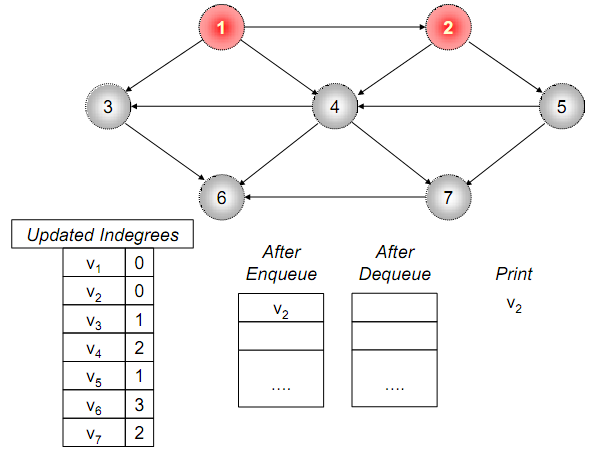 1
2
3
4
5
6
7
Updated Indegrees
After Enqueue
After Dequeue
Print
v1 0
v2 0
v3 1
v4 2
v5 1
v6 3
v7 2
v2
....
....
v2